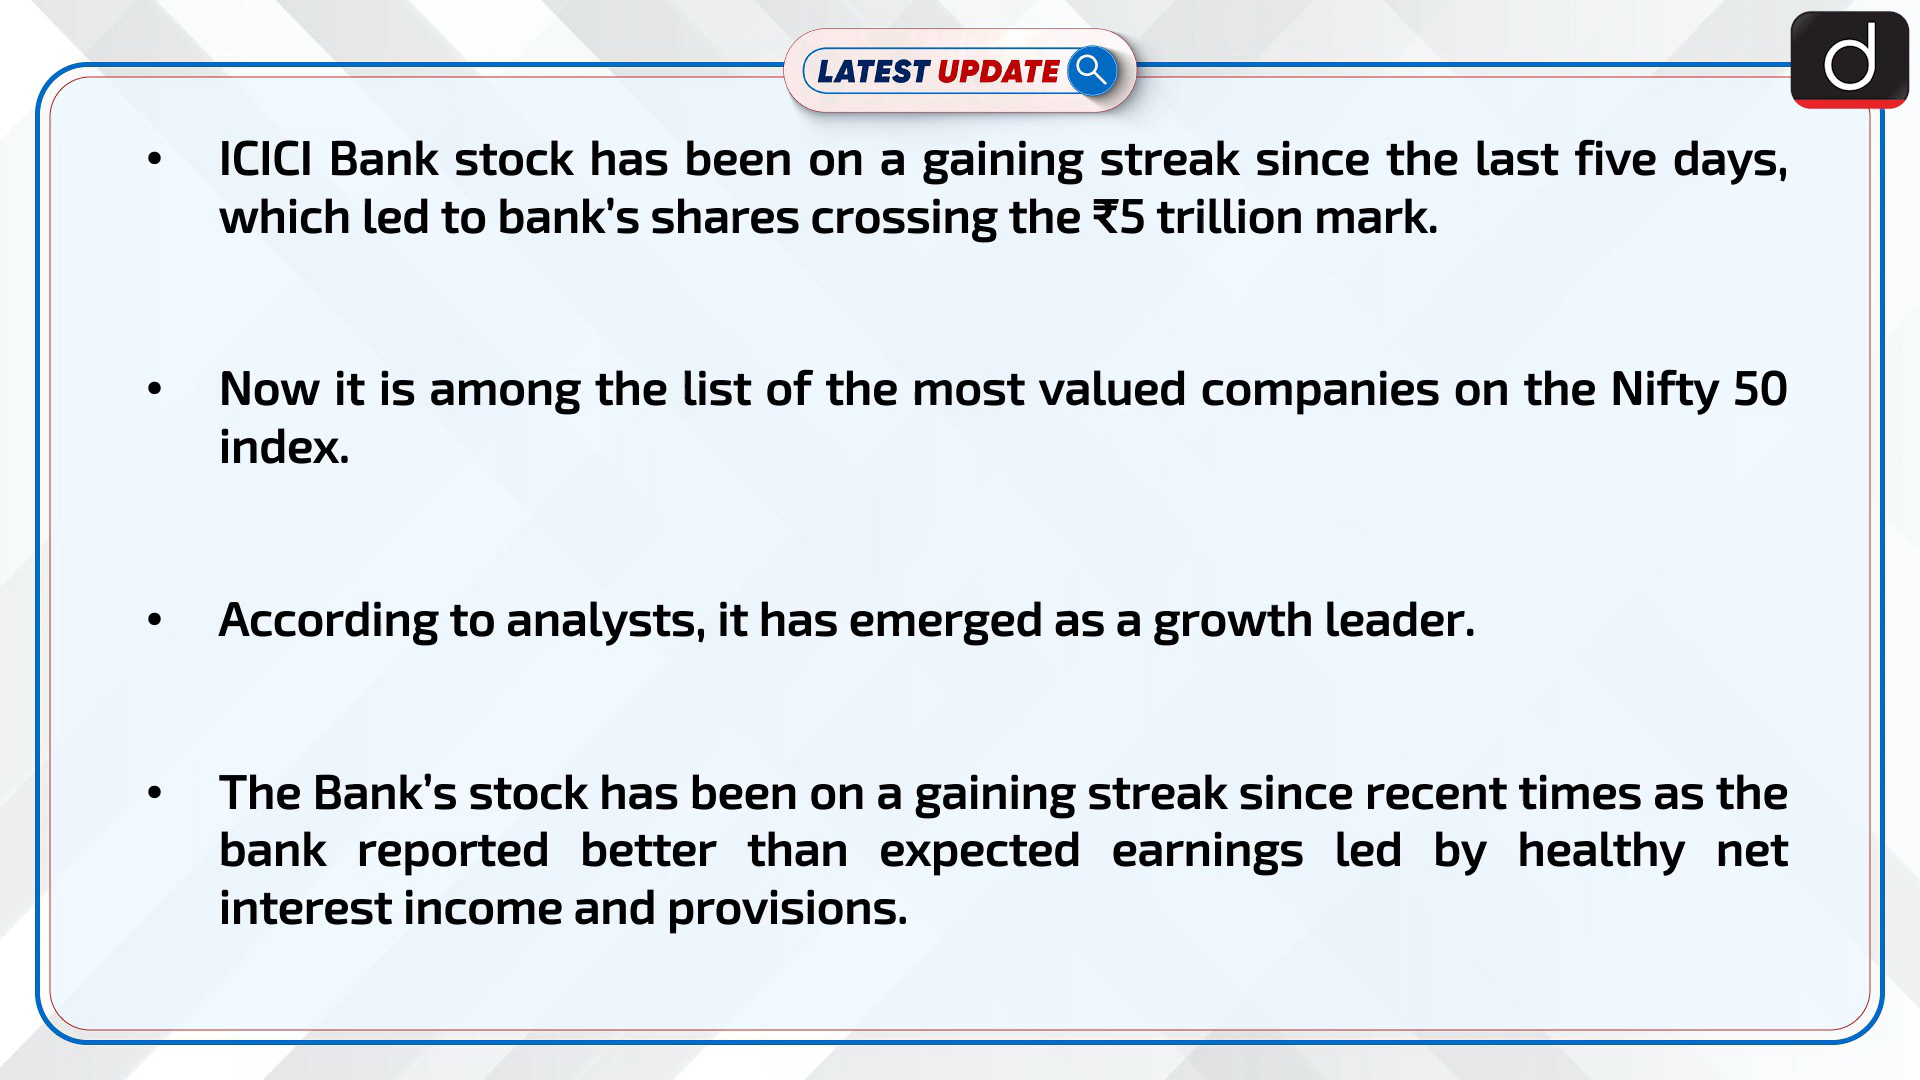 LATEST UPDATE
d
• ICICI Bank stock has been on a gaining streak since the last five days,
which led to bank’s shares crossing the ₹5 trillion mark.
• Now it is among the list of the most valued companies on the Nifty 50
index.
• According to analysts, it has emerged as a growth leader.
• The Bank’s stock has been on a gaining streak since recent times as the
bank reported better than expected earnings led by healthy net
interest income and provisions.